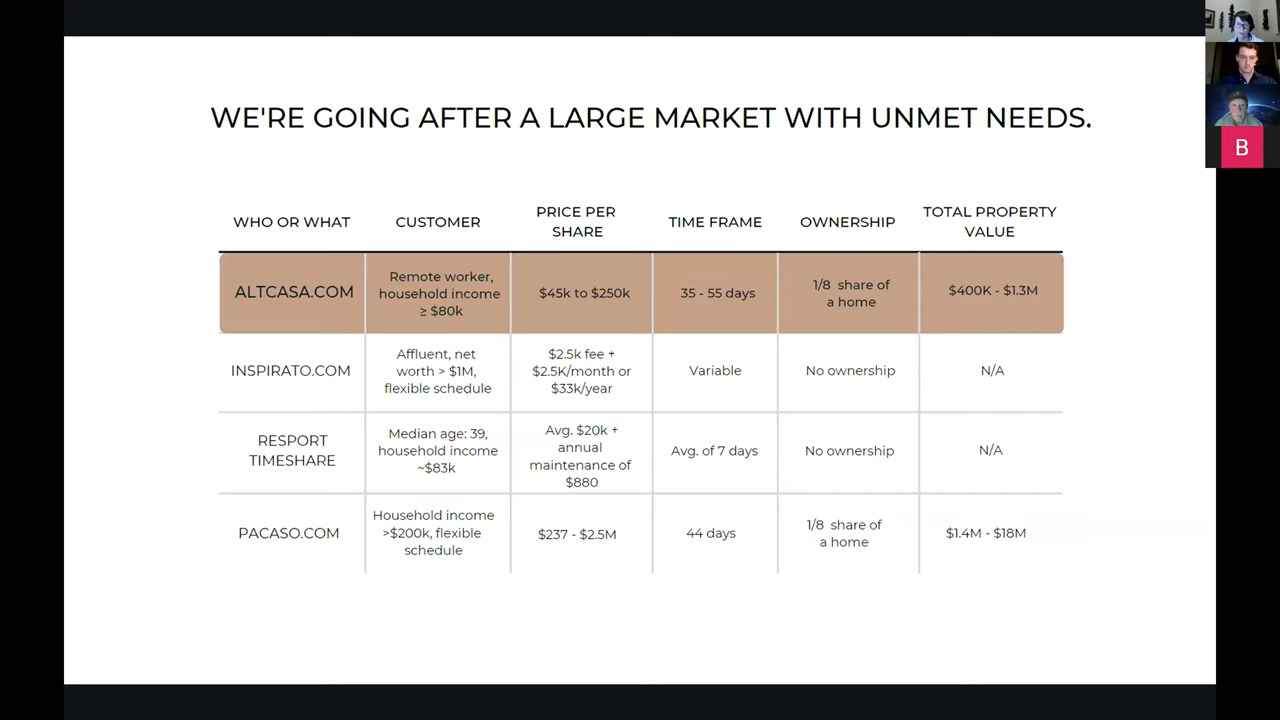 WE'RE GOING AFTER A LARGE MARKET WITH UNMET NEEDS.
B
WHO OR WHAT
CUSTOMER
PRICE PER
SHARE
TIME FRAME
OWNERSHIP
TOTAL PROPERTY
VALUE
ALTCASA.COM
Remote worker,
household income
≥ $80k
$45k to $250k
35 - 55 days
1/8 share of
a home
$400K - $1.3M
INSPIRATO.COM
Affluent, net
worth > $1M,
flexible schedule
$2.5k fee +
$2.5K/month or
$33k/year
Variable
No ownership
N/A
RESPORT
TIMESHARE
Median age: 39,
household income
~$83k
Avg. $20k +
annual
maintenance of
$880
Avg. of 7 days
No ownership
N/A
PACASO.COM
Household income
>$200k, flexible
schedule
$237 - $2.5M
44 days
1/8 share of
a home
$1.4M - $18M